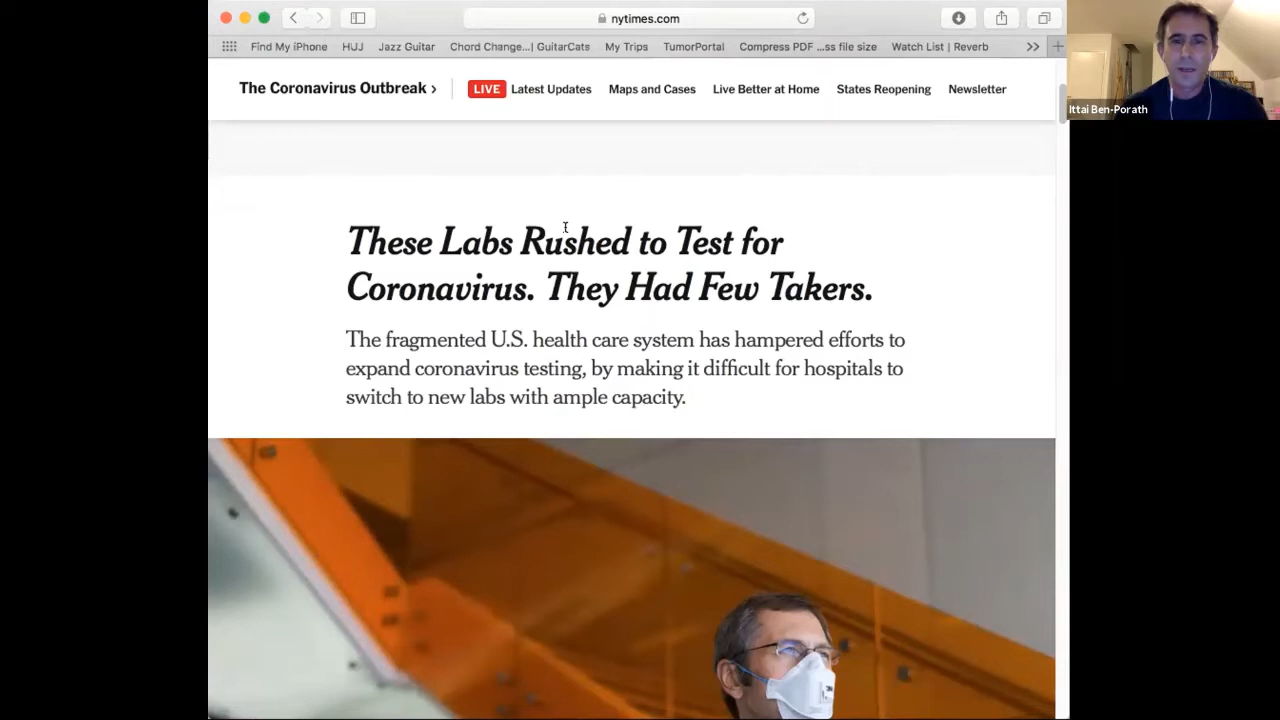 nytimes.com
Find My iPhone HUJ Jazz Guitar Chord Change...| GuitarCats My Trips TumorPortal Compress PDF ...ss file size Watch List | Reverb
Ittai Ben-Porath
The Coronavirus Outbreak › LIVE Latest Updates Maps and Cases Live Better at Home States Reopening Newsletter
These Labs Rushed to Test for
Coronavirus. They Had Few Takers.
The fragmented U.S. health care system has hampered efforts to
expand coronavirus testing, by making it difficult for hospitals to
switch to new labs with ample capacity.